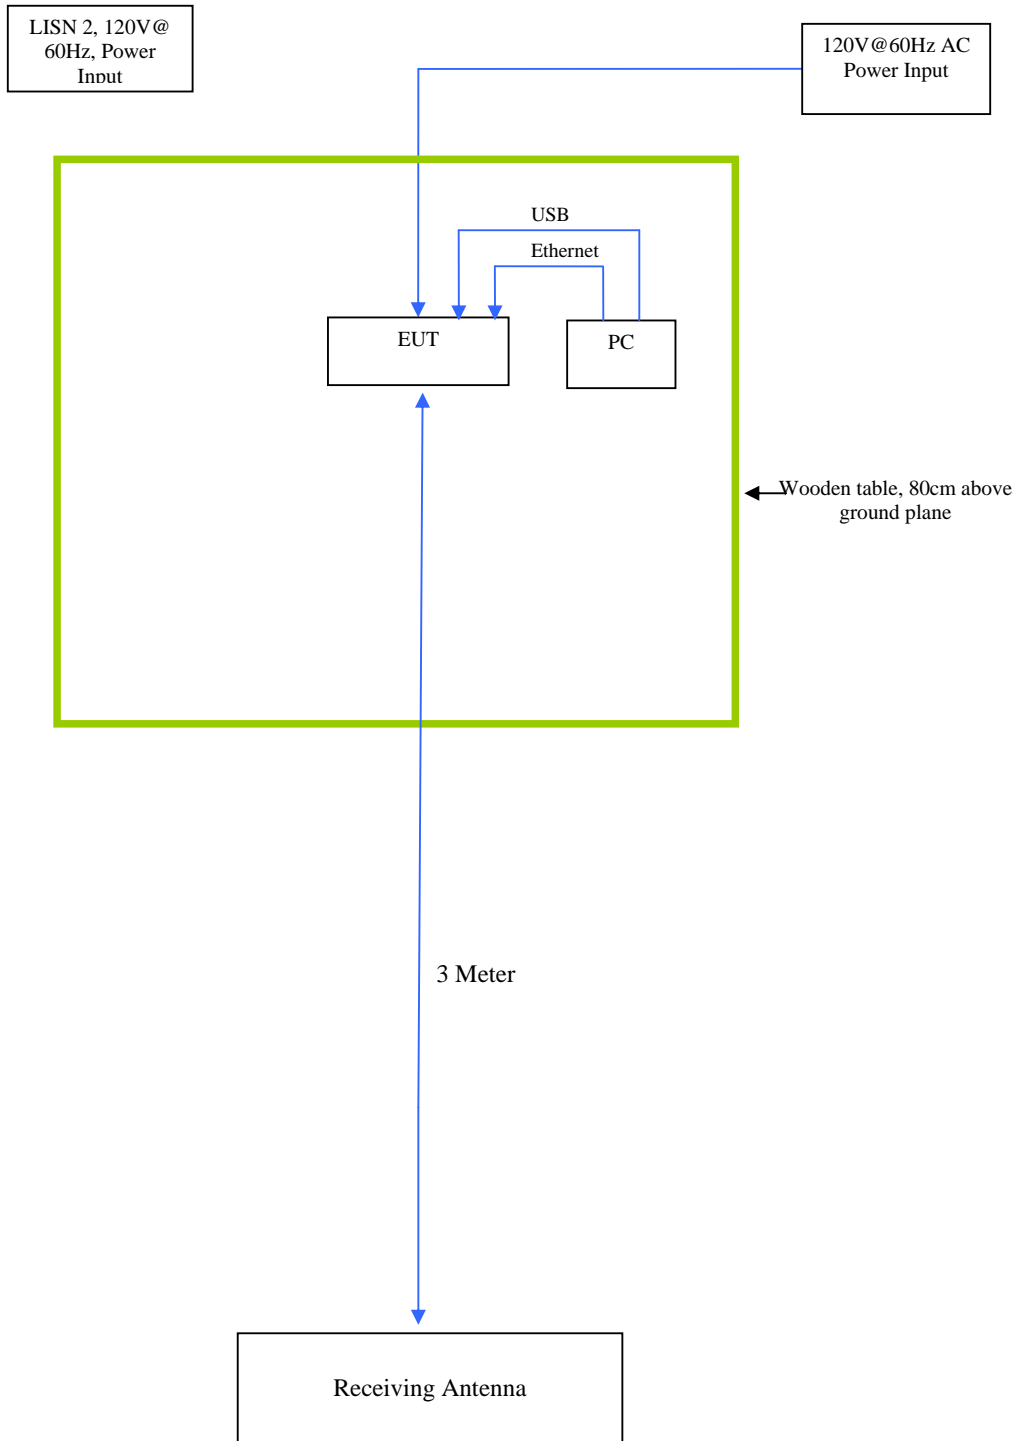 LISN 2, 120V@
60Hz, Power
Input
120V@60Hz AC
Power Input
USB
Ethernet
EUT
PC
Wooden table, 80cm above
ground plane
3 Meter
Receiving Antenna